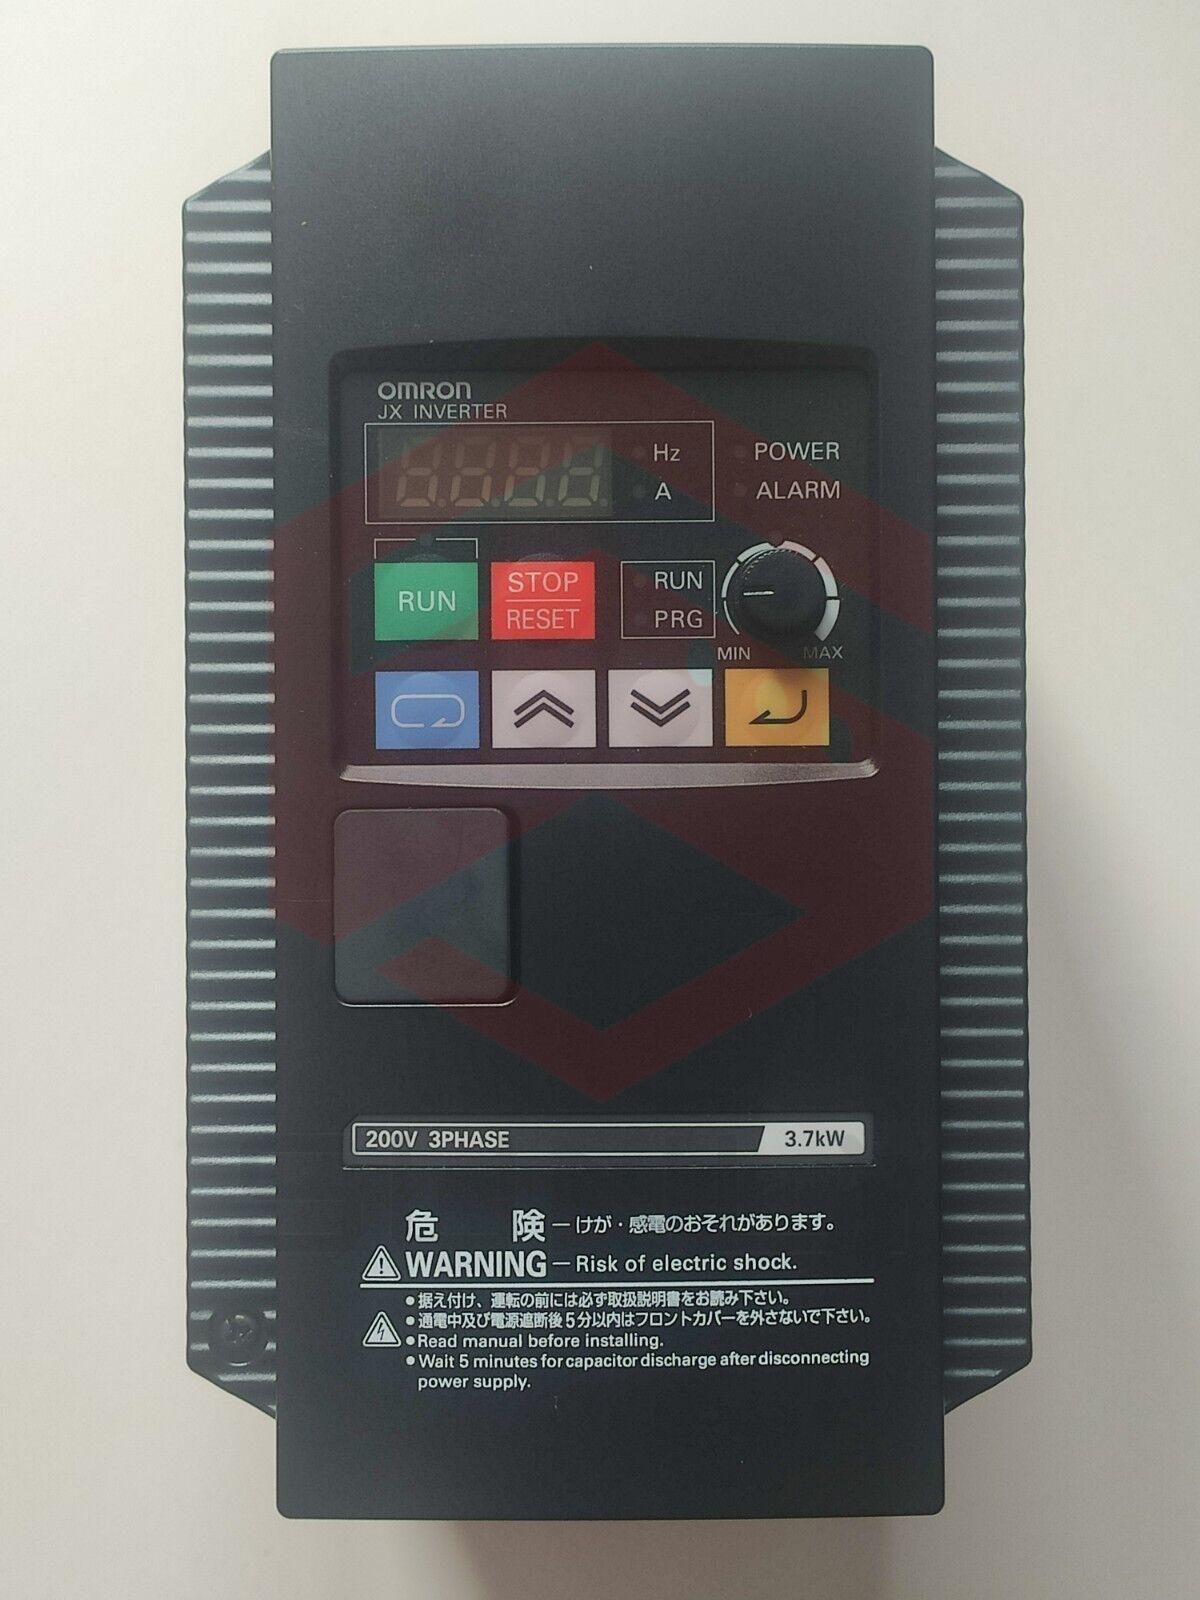 OMRON
JX INVERTER
Hz
A
POWER
ALARM
RUN
STOP
RESET
RUN
PRG
MIN
MAX
200V 3PHASE
3.7kW
危 険 ─ けが・感電のおそれがあります。
WARNING ─ Risk of electric shock.
●据え付け、運転の前には必ず取扱説明書をお読み下さい。
●通電中及び電源遮断後5分以内はフロントカバーを外さないで下さい。
●Read manual before installing.
●Wait 5 minutes for capacitor discharge after disconnecting
power supply.